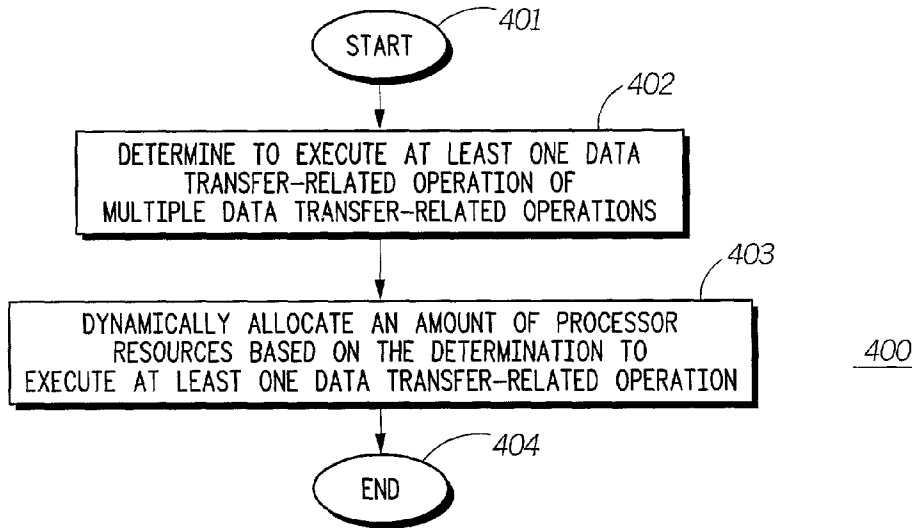 START
401
402
DETERMINE TO EXECUTE AT LEAST ONE DATA
TRANSFER-RELATED OPERATION OF
MULTIPLE DATA TRANSFER-RELATED OPERATIONS
403
DYNAMICALLY ALLOCATE AN AMOUNT OF PROCESSOR
RESOURCES BASED ON THE DETERMINATION TO
EXECUTE AT LEAST ONE DATA TRANSFER-RELATED OPERATION
400
404
END